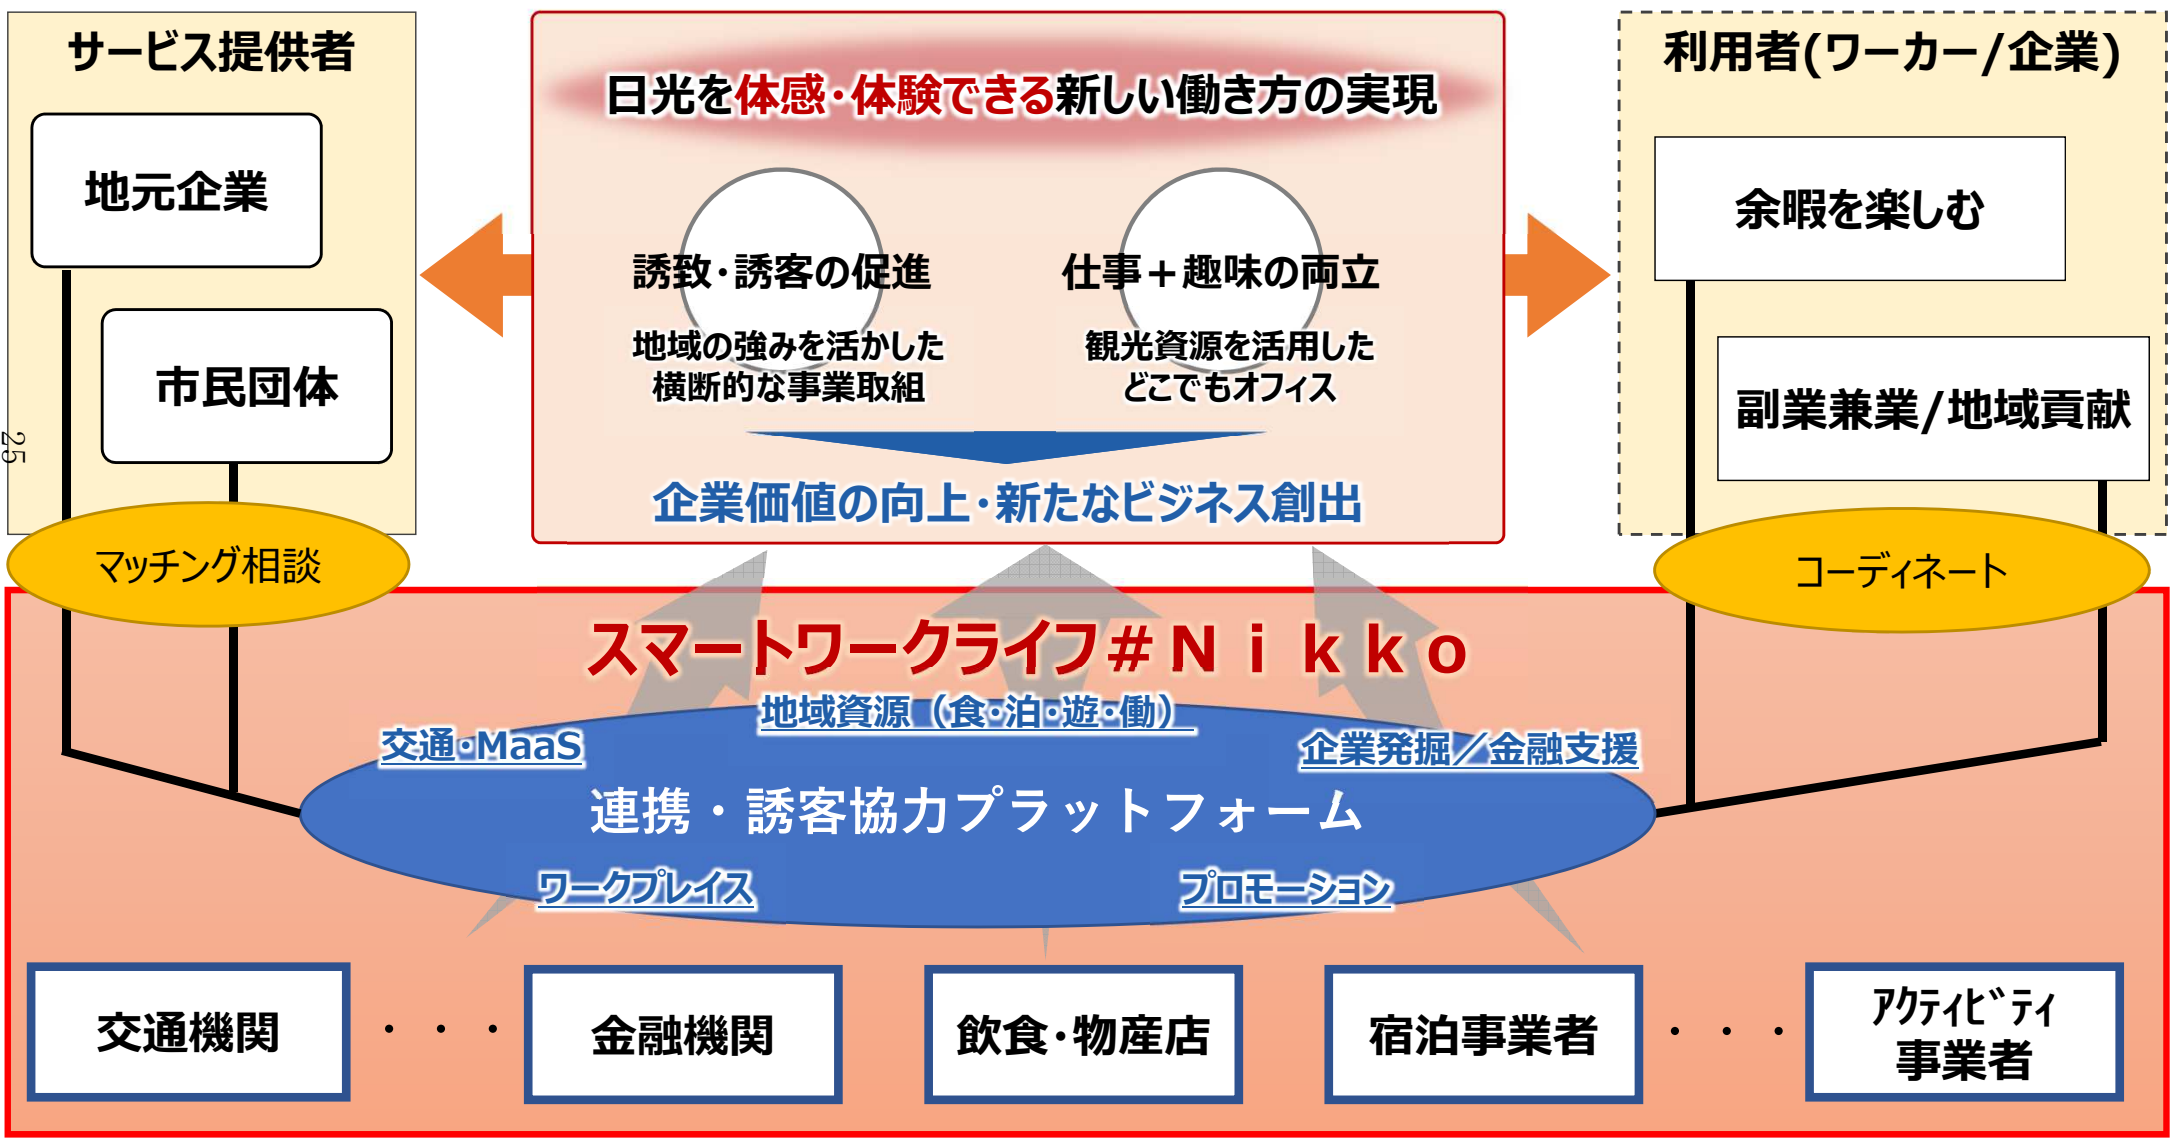 サービス提供者
地元企業
市民団体
25
マッチング相談
日光を体感・体験できる新しい働き方の実現
誘致・誘客の促進
地域の強みを活かした
横断的な事業取組
仕事+趣味の両立
観光資源を活用した
どこでもオフィス
企業価値の向上・新たなビジネス創出
利用者(ワーカー/企業)
余暇を楽しむ
副業兼業/地域貢献
コーディネート
スマートワークライフ#Nikko
地域資源(食・泊・遊・働)
交通・MaaS
企業発掘/金融支援
連携・誘客協力プラットフォーム
ワークプレイス
プロモーション
交通機関
・・・
金融機関
飲食・物産店
宿泊事業者
・・・
アクティビティ
事業者